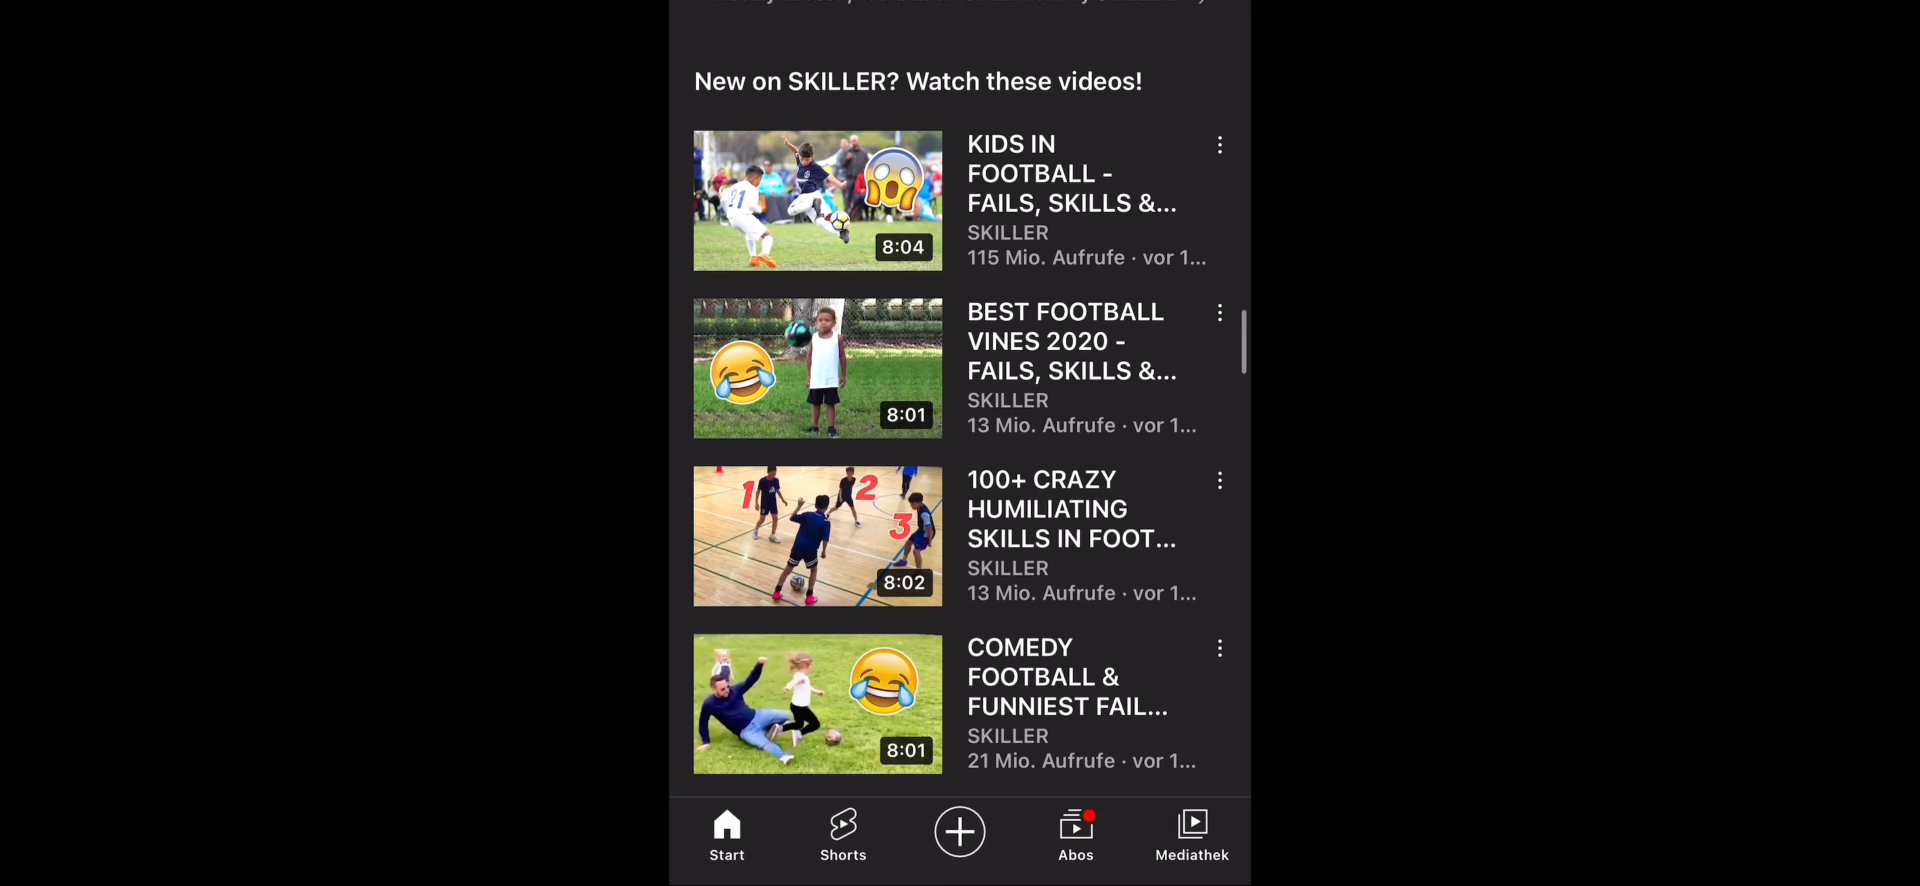 New on SKILLER? Watch these videos!
KIDS IN
FOOTBALL -
FAILS, SKILLS &...
SKILLER
115 Mio. Aufrufe · vor 1...
21
8:04
BEST FOOTBALL
VINES 2020 -
FAILS, SKILLS &...
SKILLER
13 Mio. Aufrufe · vor 1...
8:01
100+ CRAZY
HUMILIATING
SKILLS IN FOOT...
SKILLER
13 Mio. Aufrufe · vor 1...
1
2
3
8:02
COMEDY
FOOTBALL &
FUNNIEST FAIL...
SKILLER
21 Mio. Aufrufe · vor 1...
8:01
Start
Shorts
Abos
Mediathek